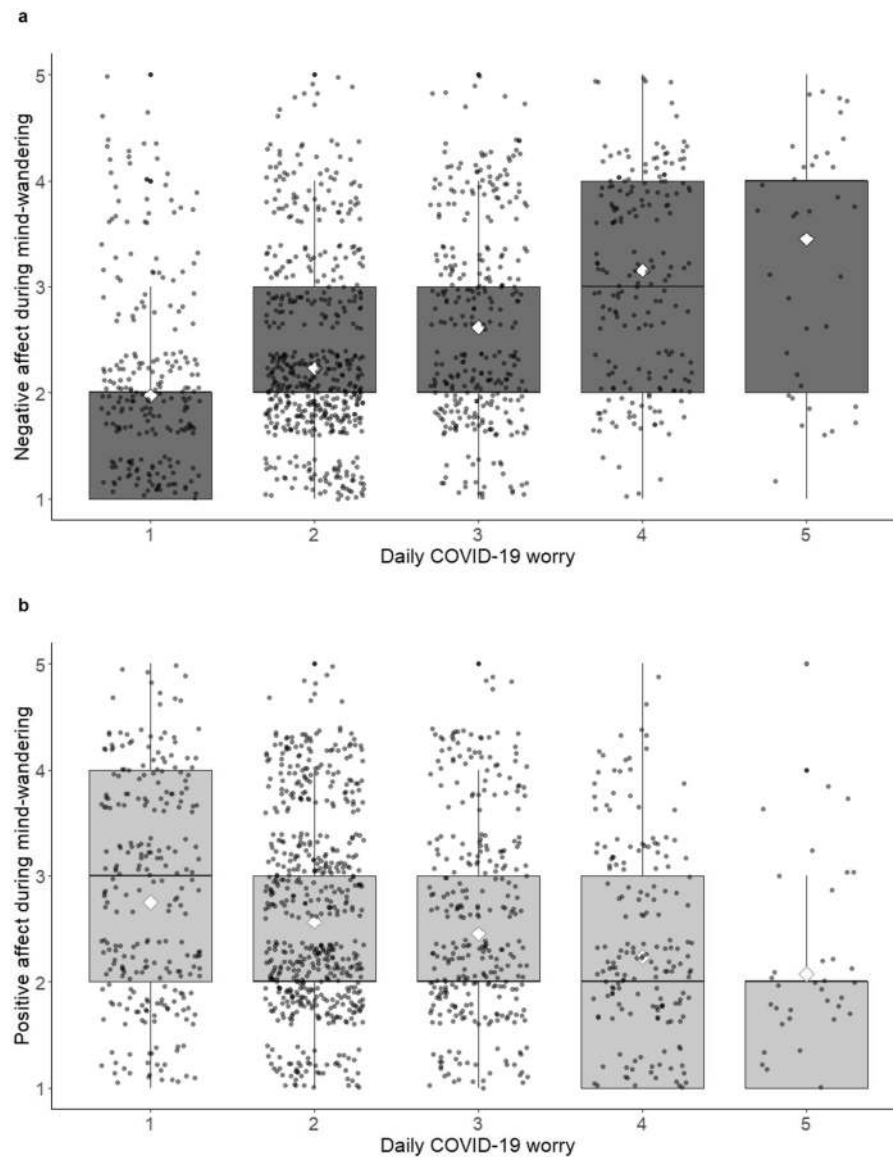 a
Negative affect during mind-wandering
5
4
3
2
1
1 2 3 4 5
Daily COVID-19 worry
b
Positive affect during mind-wandering
5
4
3
2
1
1 2 3 4 5
Daily COVID-19 worry